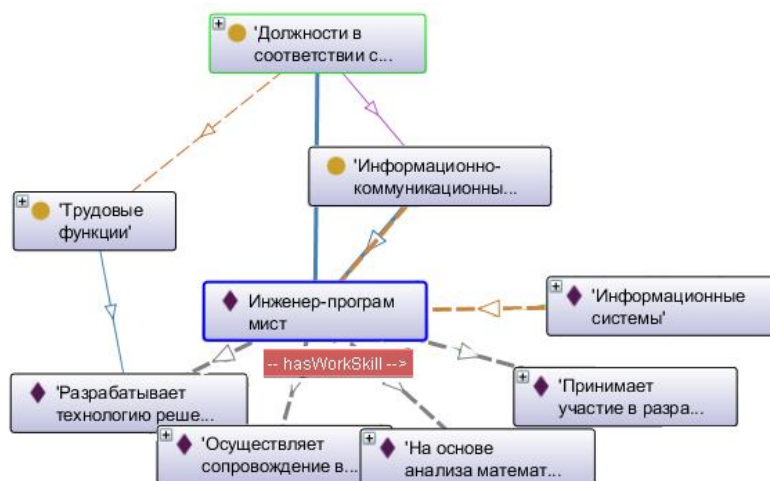 'Должности в
соответствии с...
'Информационно-
коммуникационны...
'Трудовые
функции'
Инженер-програм
мист
'Информационные
системы'
-- hasWorkSkill -->
'Разрабатывает
технологию реше...
'Принимает
участие в разра...
'Осуществляет
сопровождение в...
'На основе
анализа математ...